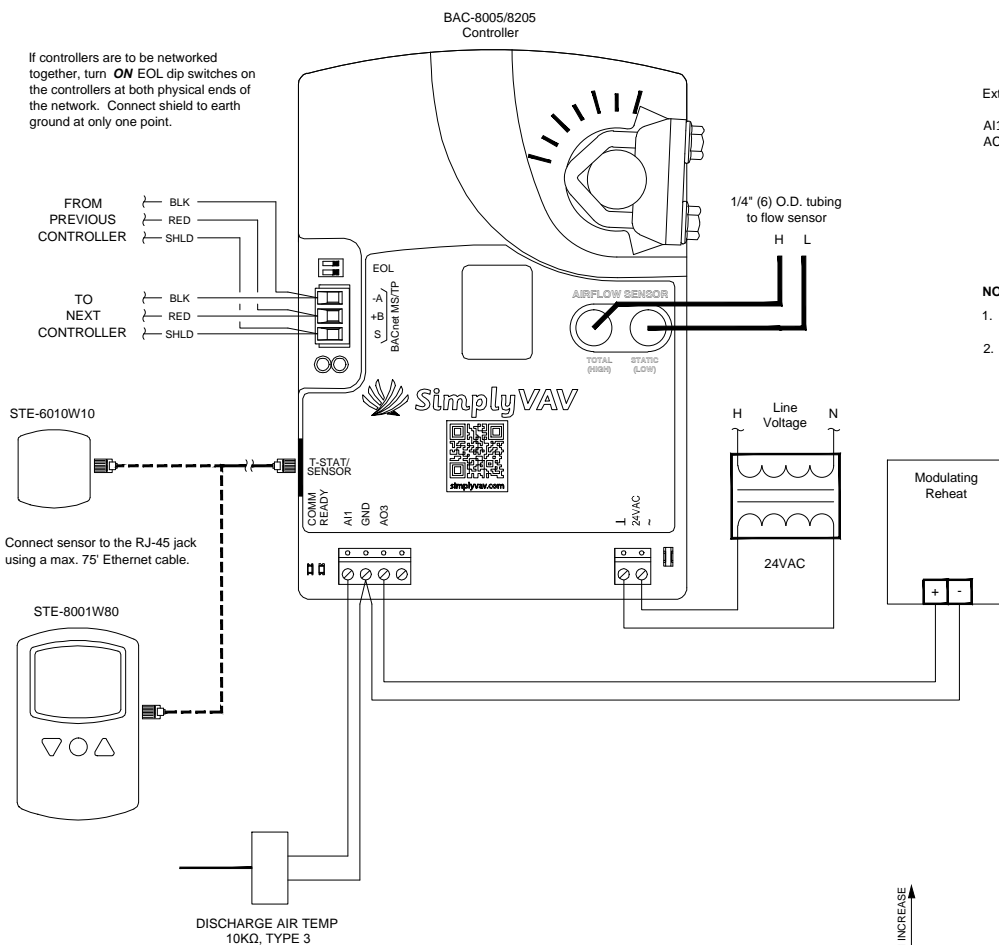 BAC-8005/8205
Controller
If controllers are to be networked
together, turn ON EOL dip switches on
the controllers at both physical ends of
the network. Connect shield to earth
ground at only one point.
FROM
PREVIOUS
CONTROLLER
BLK
RED
SHLD
TO
NEXT
CONTROLLER
BLK
RED
SHLD
EOL
-A
+B
S
BACnet MS/TP
1/4" (6) O.D. tubing
to flow sensor
H L
AIRFLOW SENSOR
TOTAL
(HIGH)
STATIC
(LOW)
SimplyVAV
simplyvav.com
STE-6010W10
T-STAT/
SENSOR
COMM
READY
AI1
GND
AO3
24VAC
~
Connect sensor to the RJ-45 jack
using a max. 75' Ethernet cable.
STE-8001W80
H
Line
Voltage
N
24VAC
Modulating
Reheat
+ -
DISCHARGE AIR TEMP
10KΩ, TYPE 3
INCREASE
1.
2.